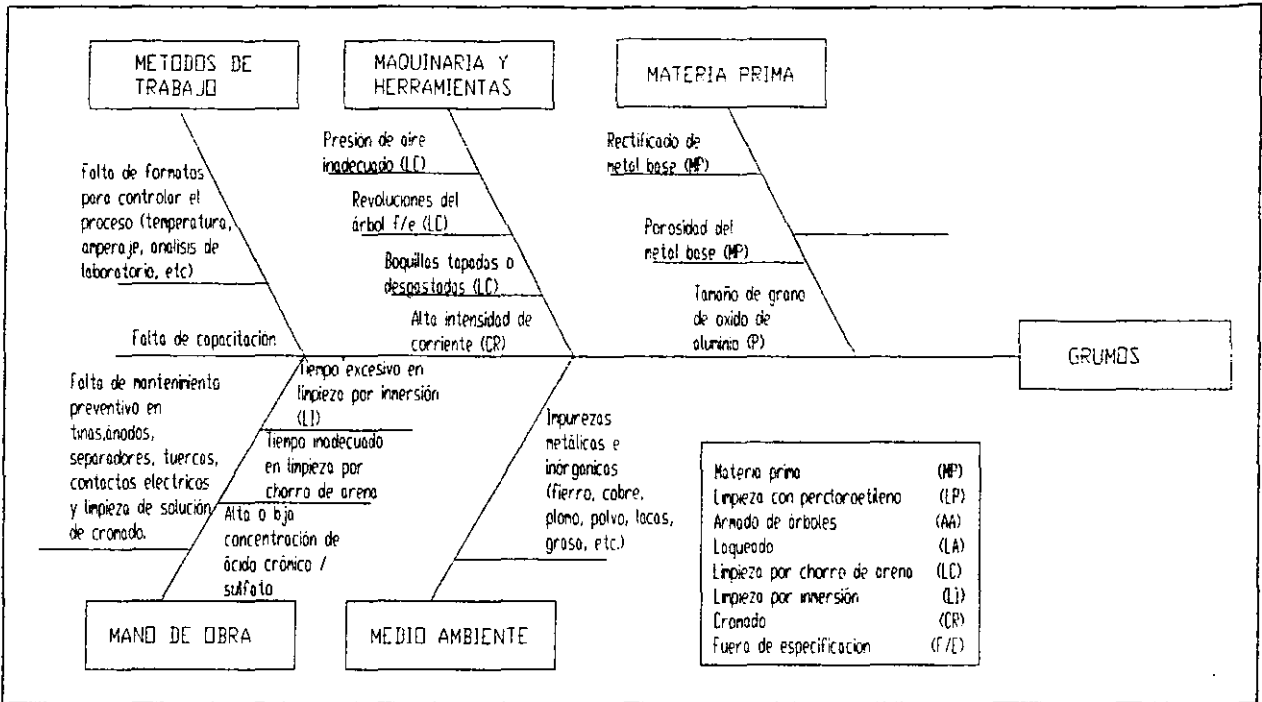 METODOS DE
TRABAJO
MAQUINARIA Y
HERRAMIENTAS
MATERIA PRIMA
Falta de formatos
para controlar el
proceso (temperatura,
amperaje, analisis de
laboratorio, etc)
Falta de capacitación
Presión de aire
inadecuado (LC)
Revoluciones del
árbol f/e (LC)
Boquillas tapadas o
desgastadas (LC)
Alta intensidad de
corriente (CR)
Rectificado de
metal base (MP)
Porosidad del
metal base (MP)
Tamaño de grano
de oxido de
aluminio (P)
GRUMOS
Falta de mantenimiento
preventivo en
tinas,ánodos,
separadores, tuercas,
contactos electricos
y limpieza de solución
de cromado.
Tiempo excesivo en
limpieza por inmersión
(LI)
Tiempo inadecuado
en limpieza por
chorro de arena
Alta o bja
concentración de
ácido crómico /
sulfato
Impurezas
metálicas e
inórganicas
(fierro, cobre,
plomo, polvo, lacas,
grasa, etc.)
MANO DE OBRA
MEDIO AMBIENTE
Materia prima (MP)
Limpieza con percloroetileno (LP)
Armado de árboles (AA)
Laqueado (LA)
Limpieza por chorro de arena (LC)
Limpieza por inmersión (LI)
Cromado (CR)
Fuera de especificacion (F/E)